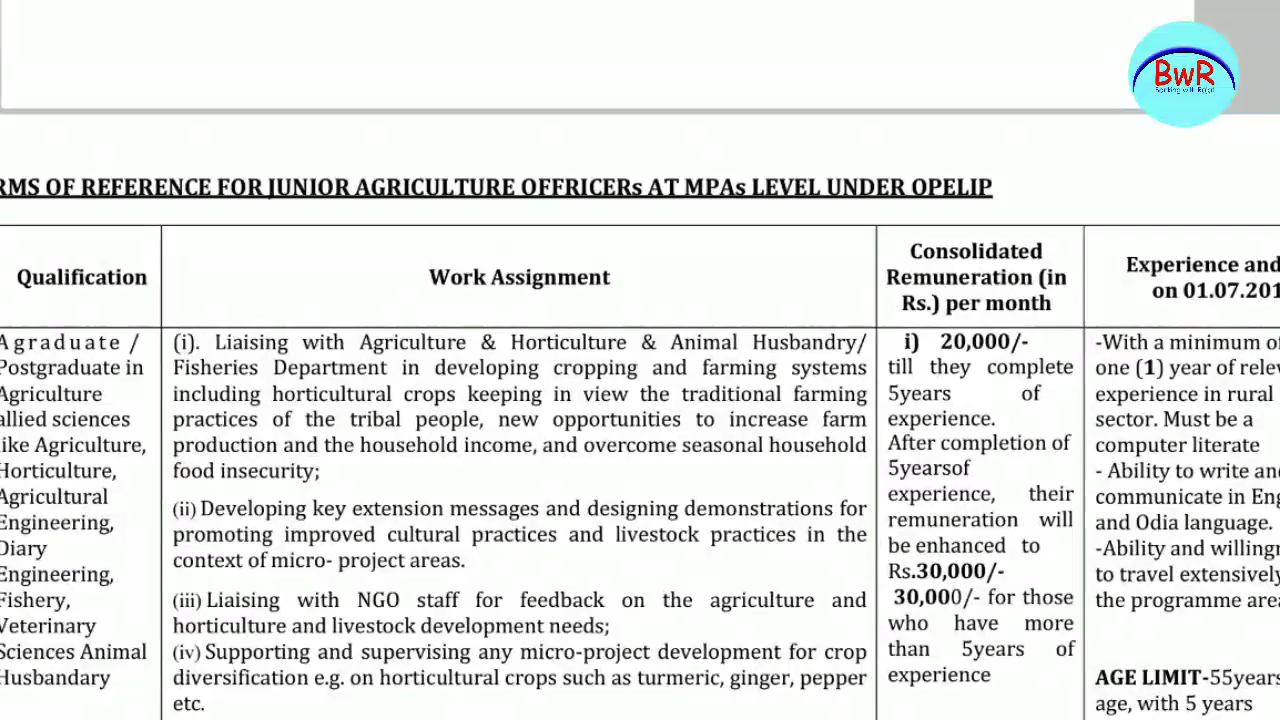 BwR
RMS OF REFERENCE FOR JUNIOR AGRICULTURE OFFRICERs AT MPAs LEVEL UNDER OPELIP
Qualification
Work Assignment
Consolidated
Remuneration (in
Rs.) per month
Experience and
on 01.07.201
Agraduate /
Postgraduate in
Agriculture
allied sciences
like Agriculture,
Horticulture,
Agricultural
Engineering,
Diary
Engineering,
Fishery,
Veterinary
Sciences Animal
Husbandary
(i). Liaising with Agriculture & Horticulture & Animal Husbandry/
Fisheries Department in developing cropping and farming systems
including horticultural crops keeping in view the traditional farming
practices of the tribal people, new opportunities to increase farm
production and the household income, and overcome seasonal household
food insecurity;
(ii) Developing key extension messages and designing demonstrations for
promoting improved cultural practices and livestock practices in the
context of micro- project areas.
(iii) Liaising with NGO staff for feedback on the agriculture and
horticulture and livestock development needs;
(iv) Supporting and supervising any micro-project development for crop
diversification e.g. on horticultural crops such as turmeric, ginger, pepper
etc.
i) 20,000/-
till they complete
5years of
experience.
After completion of
5yearsof
experience, their
remuneration will
be enhanced to
Rs.30,000/-
30,000/- for those
who have more
than 5years of
experience
-With a minimum of
one (1) year of relev
experience in rural
sector. Must be a
computer literate
- Ability to write and
communicate in Eng
and Odia language.
-Ability and willingn
to travel extensively
the programme area
AGE LIMIT-55years
age, with 5 years